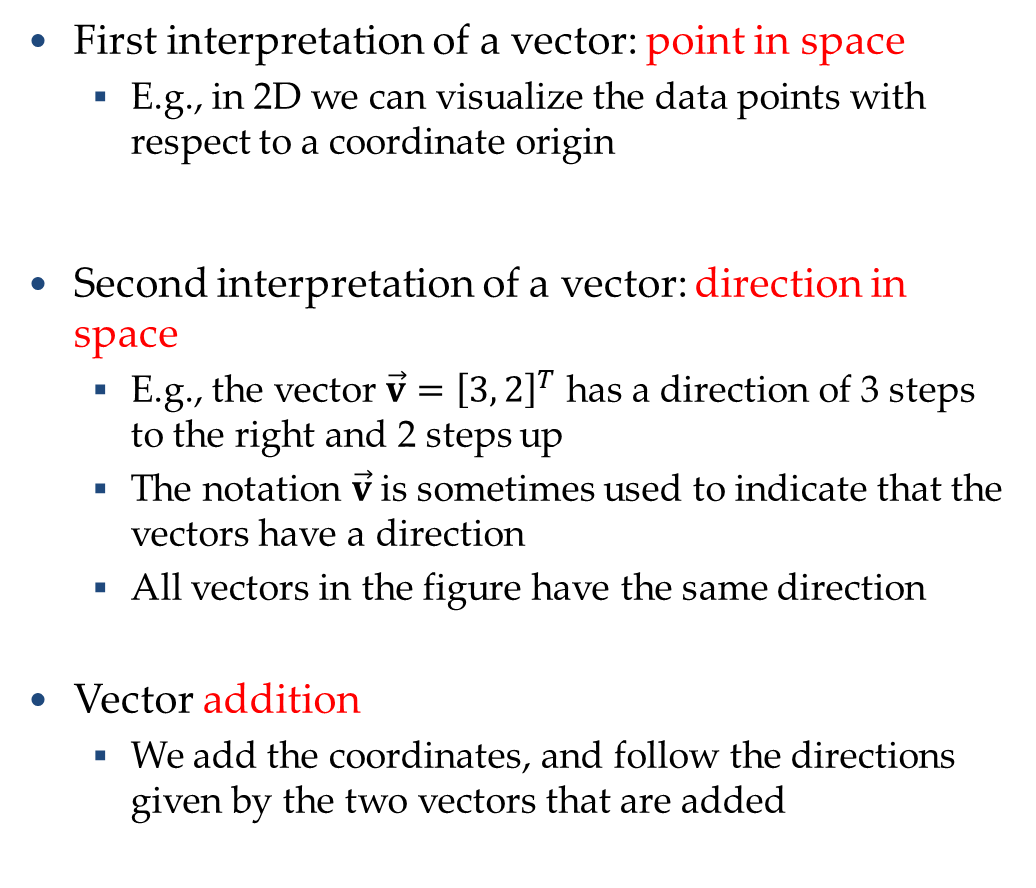 • First interpretation of a vector: point in space
▪ E.g., in 2D we can visualize the data points with
respect to a coordinate origin
• Second interpretation of a vector: direction in
space
▪ E.g., the vector v⃗ = [3, 2]ᵀ has a direction of 3 steps
to the right and 2 steps up
▪ The notation v⃗ is sometimes used to indicate that the
vectors have a direction
▪ All vectors in the figure have the same direction
• Vector addition
▪ We add the coordinates, and follow the directions
given by the two vectors that are added